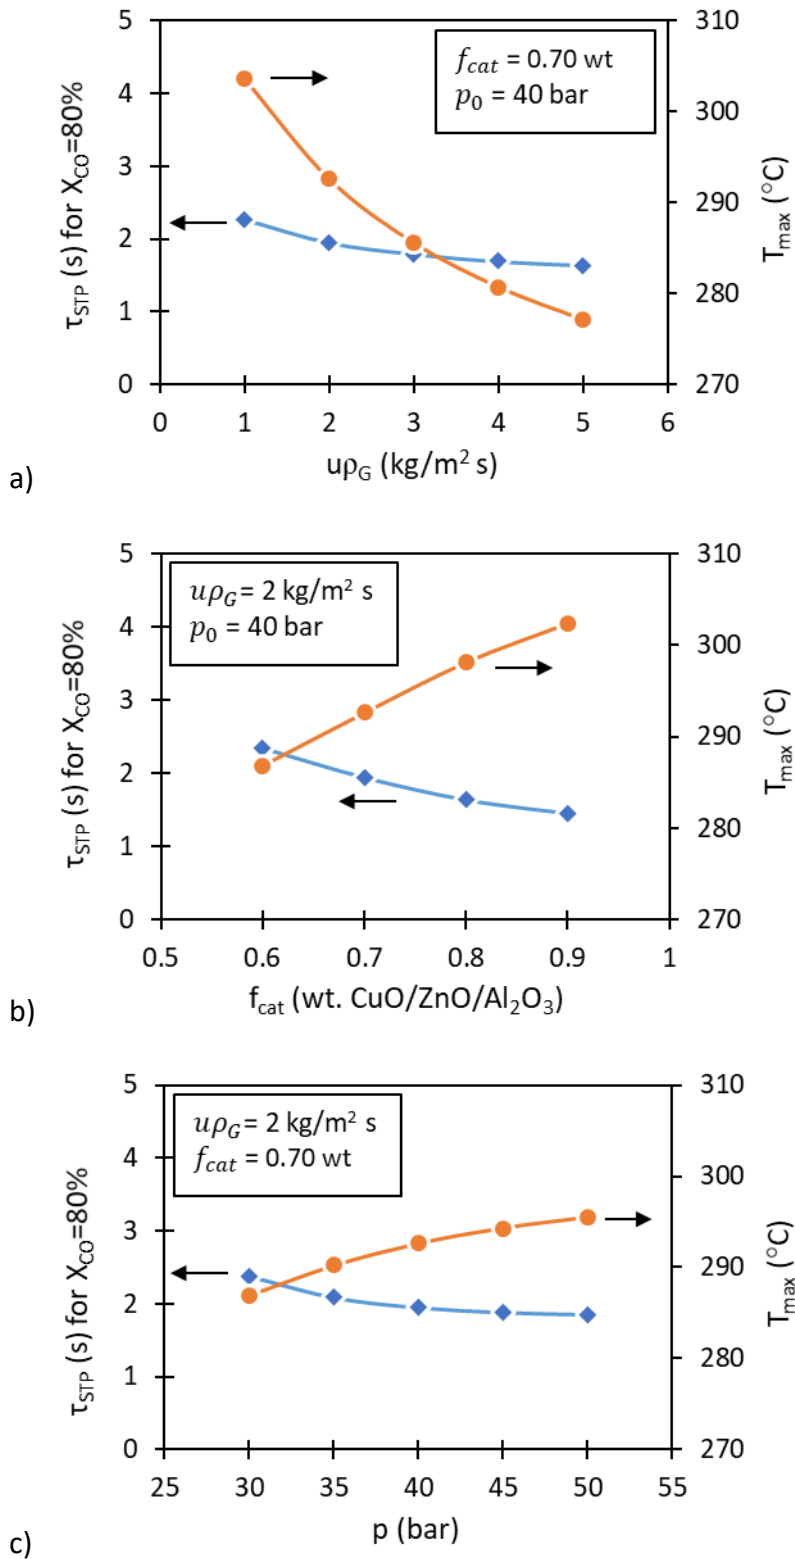 5
4
3
2
1
0
τSTP (s) for XCO=80%
310
300
290
280
270
Tmax (°C)
fcat = 0.70 wt
p0 = 40 bar
0 1 2 3 4 5 6
uρG (kg/m2 s)
a)
5
4
3
2
1
0
τSTP (s) for XCO=80%
310
300
290
280
270
Tmax (°C)
uρG = 2 kg/m2 s
p0 = 40 bar
0.5 0.6 0.7 0.8 0.9 1
fcat (wt. CuO/ZnO/Al2O3)
b)
5
4
3
2
1
0
τSTP (s) for XCO=80%
310
300
290
280
270
Tmax (°C)
uρG = 2 kg/m2 s
fcat = 0.70 wt
25 30 35 40 45 50 55
p (bar)
c)